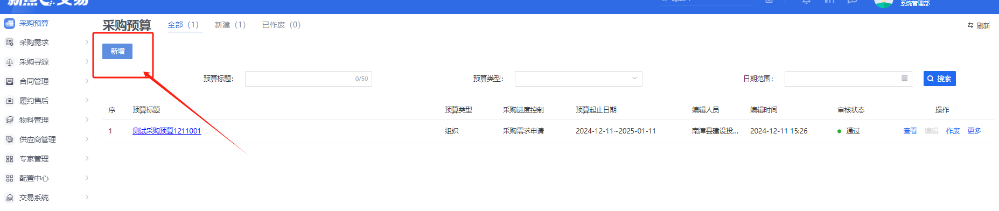 新点E交易
系统管理部
采购预算
采购需求
采购寻源
合同管理
履约售后
物料管理
供应商管理
专家管理
配置中心
交易系统
采购预算 全部（1） 新建（1） 已作废（0） 刷新
新增
预算标题： 0/50 预算类型： 日期范围： 搜索
序 预算标题 预算类型 采购进度控制 预算起止日期 编辑人员 编辑时间 审核状态 操作
1 测试采购预算1211001 组织 采购需求申请 2024-12-11~2025-01-11 南漳县建设投... 2024-12-11 15:26 通过 查看 编辑 作废 更多